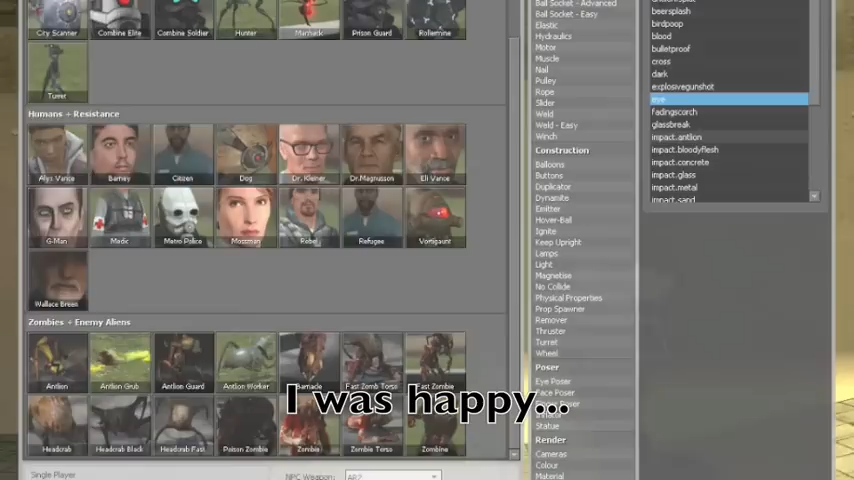 City Scanner
Combine Elite
Combine Soldier
Hunter
Manhack
Prison Guard
Rollermine
Turret
Humans + Resistance
Alyx Vance
Barney
Citizen
Dog
Dr. Kleiner
Dr.Magnusson
Eli Vance
G-Man
Medic
Metro Police
Mossman
Rebel
Refugee
Vortigaunt
Wallace Breen
Zombies + Enemy Aliens
Antlion
Antlion Grub
Antlion Guard
Antlion Worker
Barnacle
Fast Zomb Torso
Fast Zombie
Headcrab
Headcrab Black
Headcrab Fast
Poison Zombie
Zombie
Zombie Torso
Zombine
Single Player
NPC Weapon:
AR2
Ball Socket - Advanced
Ball Socket - Easy
Elastic
Hydraulics
Motor
Muscle
Nail
Pulley
Rope
Slider
Weld
Weld - Easy
Winch
Construction
Balloons
Buttons
Duplicator
Dynamite
Emitter
Hover-Ball
Ignite
Keep Upright
Lamps
Light
Magnetise
No Collide
Physical Properties
Prop Spawner
Remover
Thruster
Turret
Wheel
Poser
Eye Poser
Face Poser
Statue
Render
Cameras
Colour
Material
beersplash
birdpoop
blood
bulletproof
cross
dark
explosivegunshot
eye
fadingscorch
glassbreak
impact.antlion
impact.bloodyflesh
impact.concrete
impact.glass
impact.metal
impact.sand
I was happy...